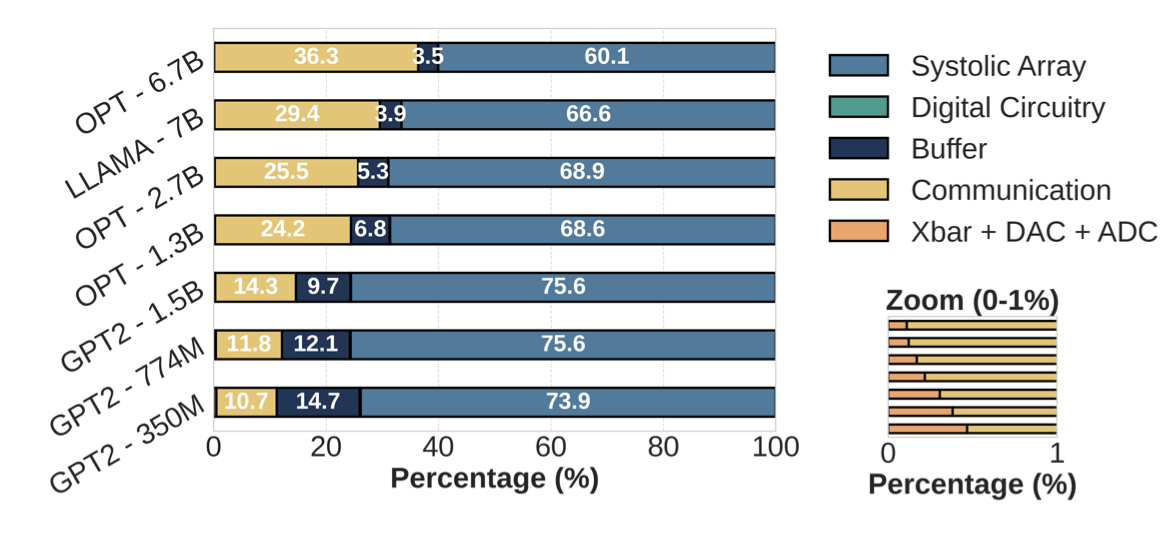 OPT - 6.7B
36.3 3.5 60.1
LLAMA - 7B
29.4 3.9 66.6
OPT - 2.7B
25.5 5.3 68.9
OPT - 1.3B
24.2 6.8 68.6
GPT2 - 1.5B
14.3 9.7 75.6
GPT2 - 774M
11.8 12.1 75.6
GPT2 - 350M
10.7 14.7 73.9
0 20 40 60 80 100
Percentage (%)
Systolic Array
Digital Circuitry
Buffer
Communication
Xbar + DAC + ADC
Zoom (0-1%)
0 1
Percentage (%)